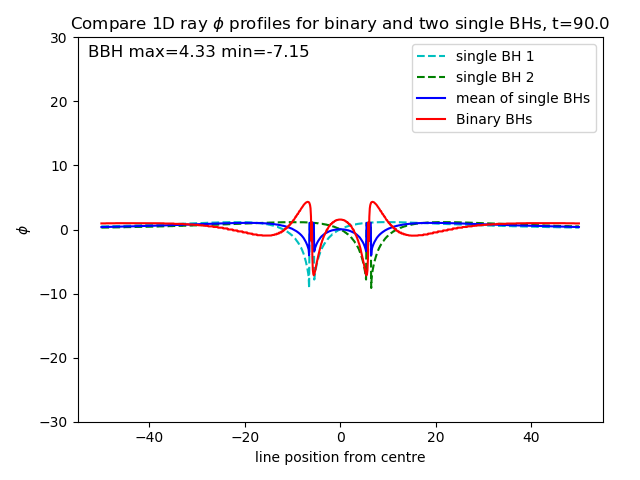 Compare 1D ray ϕ profiles for binary and two single BHs, t=90.0
BBH max=4.33 min=-7.15
single BH 1
single BH 2
mean of single BHs
Binary BHs
30
20
10
0
−10
−20
−30
ϕ
−40
−20
0
20
40
line position from centre